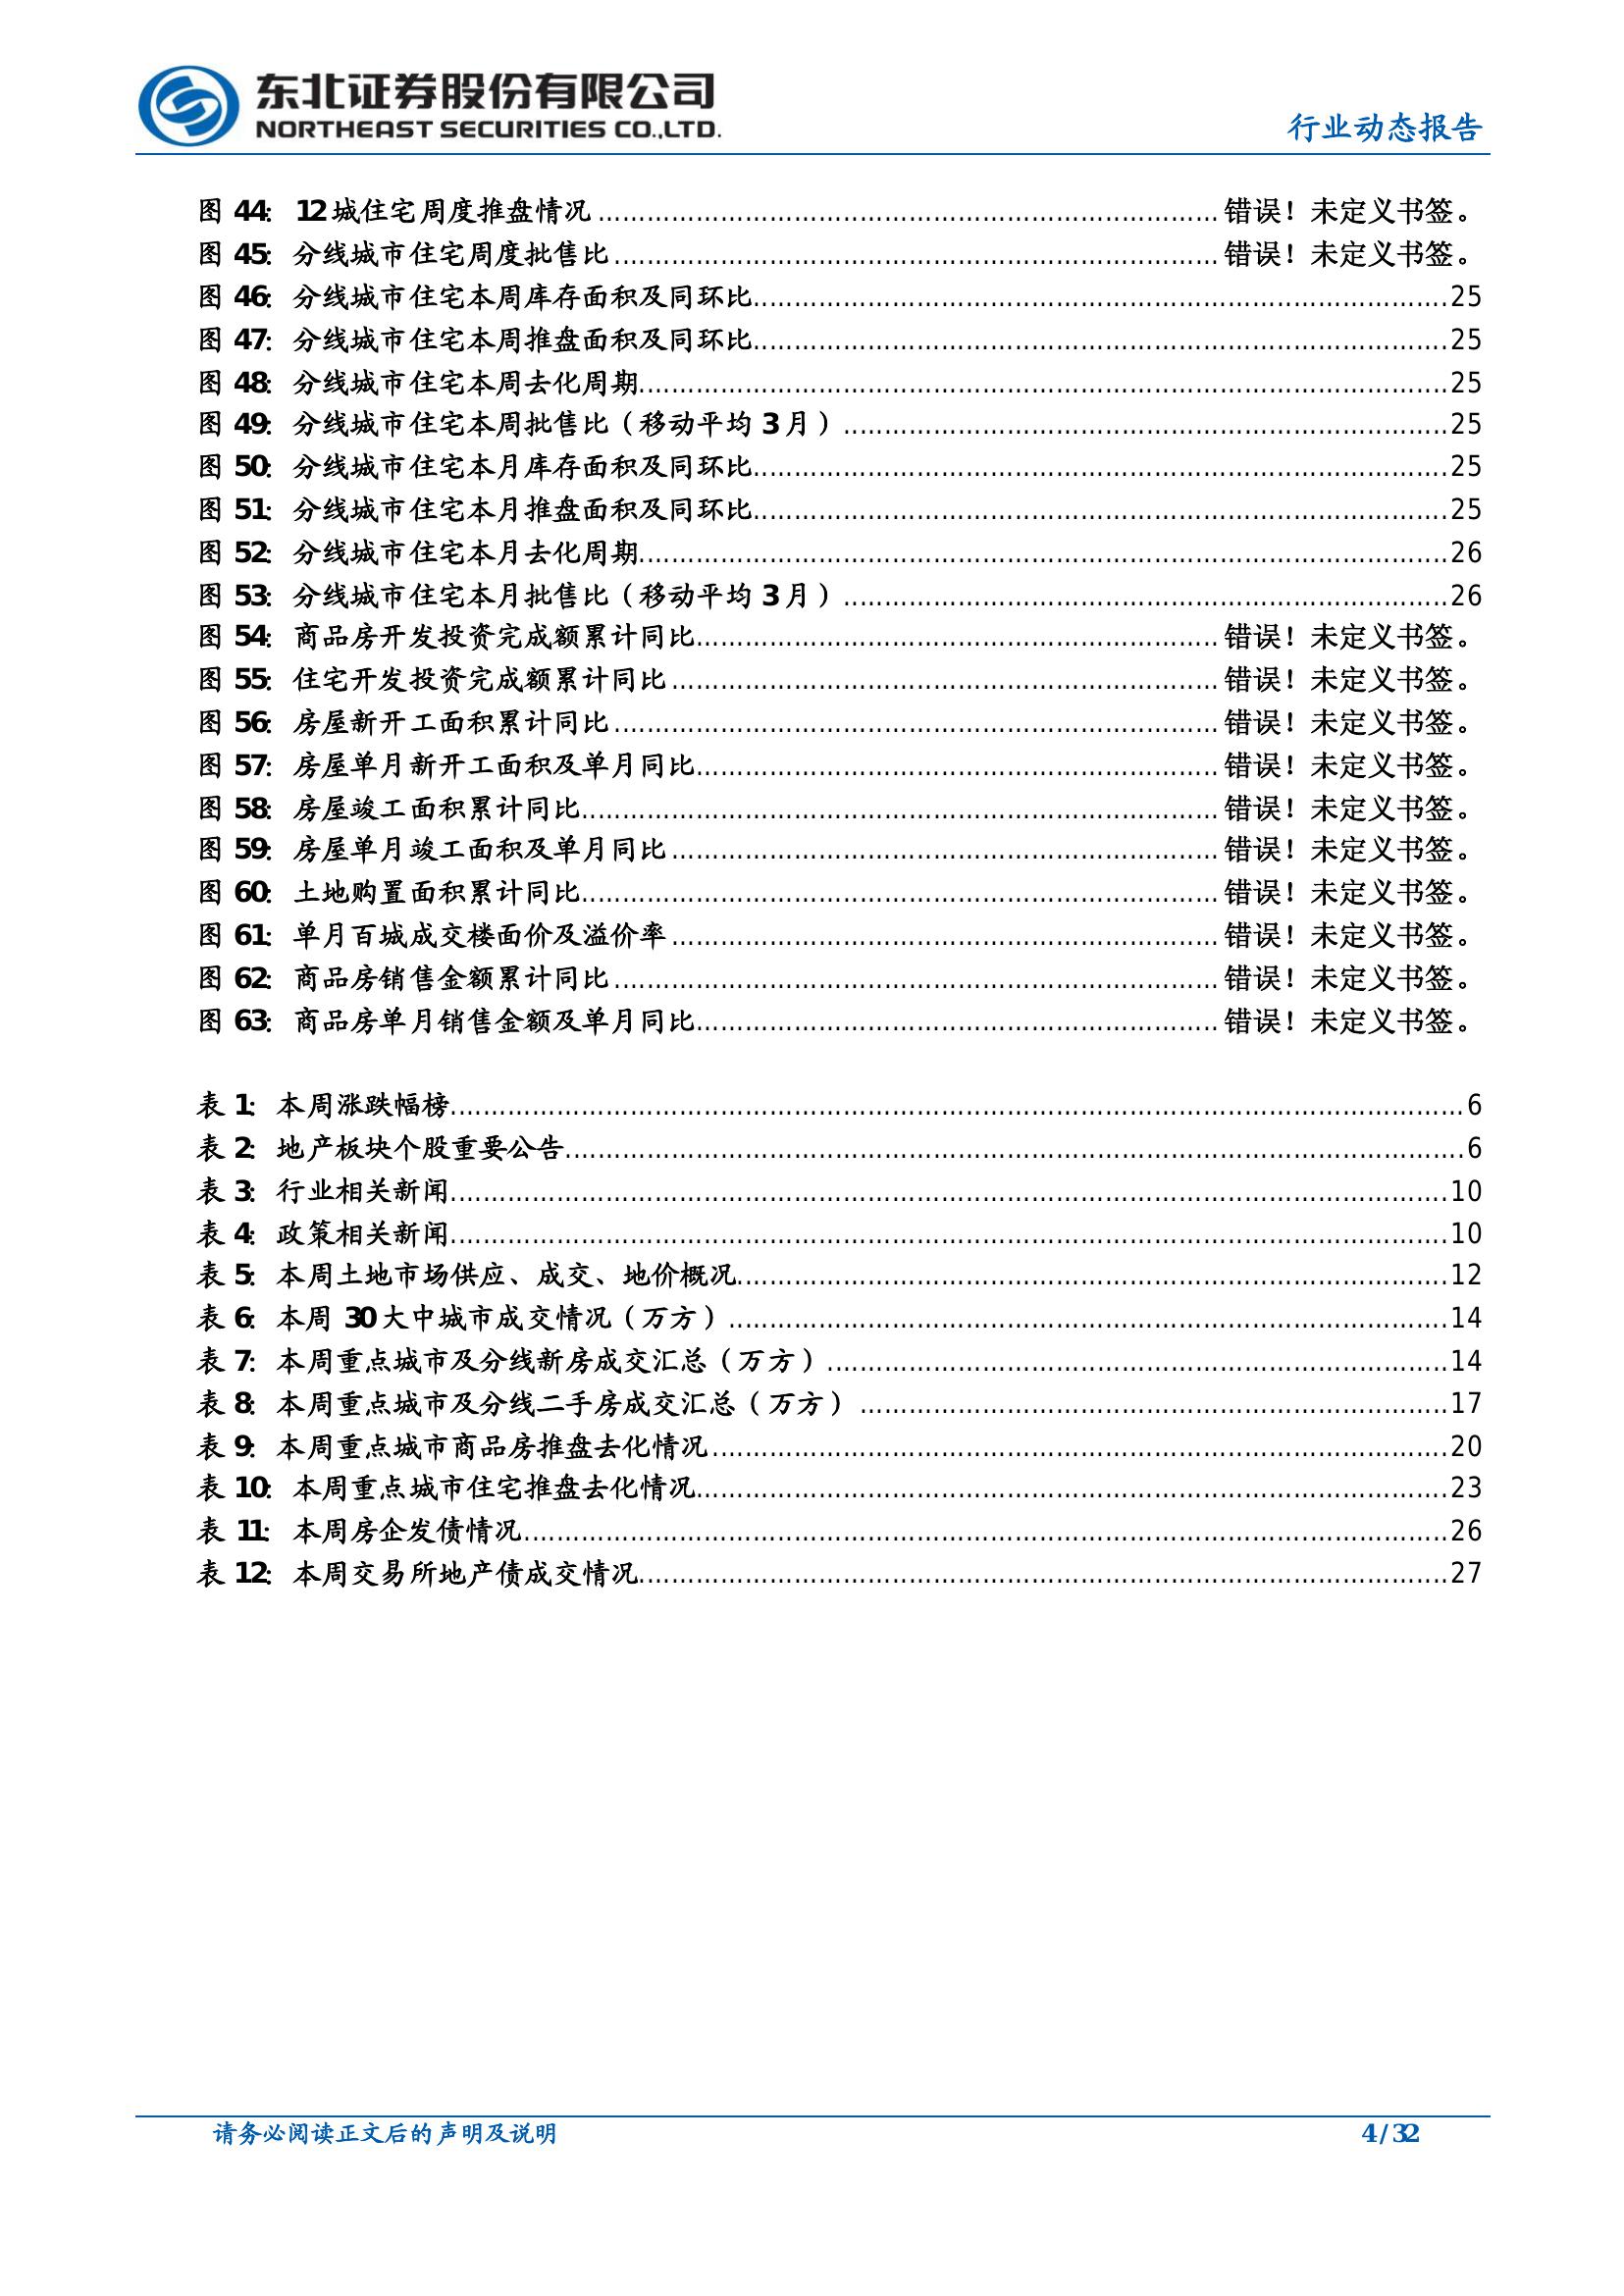 东北证券股份有限公司
NORTHEAST SECURITIES CO.,LTD.
行业动态报告
图 44: 12城住宅周度推盘情况........错误！未定义书签。
图 45: 分线城市住宅周度批售比........错误！未定义书签。
图 46: 分线城市住宅本周库存面积及同环比........25
图 47: 分线城市住宅本周推盘面积及同环比........25
图 48: 分线城市住宅本周去化周期........25
图 49: 分线城市住宅本周批售比（移动平均 3 月）........25
图 50: 分线城市住宅本月库存面积及同环比........25
图 51: 分线城市住宅本月推盘面积及同环比........25
图 52: 分线城市住宅本月去化周期........26
图 53: 分线城市住宅本月批售比（移动平均 3 月）........26
图 54: 商品房开发投资完成额累计同比........错误！未定义书签。
图 55: 住宅开发投资完成额累计同比........错误！未定义书签。
图 56: 房屋新开工面积累计同比........错误！未定义书签。
图 57: 房屋单月新开工面积及单月同比........错误！未定义书签。
图 58: 房屋竣工面积累计同比........错误！未定义书签。
图 59: 房屋单月竣工面积及单月同比........错误！未定义书签。
图 60: 土地购置面积累计同比........错误！未定义书签。
图 61: 单月百城成交楼面价及溢价率........错误！未定义书签。
图 62: 商品房销售金额累计同比........错误！未定义书签。
图 63: 商品房单月销售金额及单月同比........错误！未定义书签。
表 1: 本周涨跌幅榜........6
表 2: 地产板块个股重要公告........6
表 3: 行业相关新闻........10
表 4: 政策相关新闻........10
表 5: 本周土地市场供应、成交、地价概况........12
表 6: 本周 30大中城市成交情况（万方）........14
表 7: 本周重点城市及分线新房成交汇总（万方）........14
表 8: 本周重点城市及分线二手房成交汇总（万方）........17
表 9: 本周重点城市商品房推盘去化情况........20
表 10: 本周重点城市住宅推盘去化情况........23
表 11: 本周房企发债情况........26
表 12: 本周交易所地产债成交情况........27
请务必阅读正文后的声明及说明
4 / 32